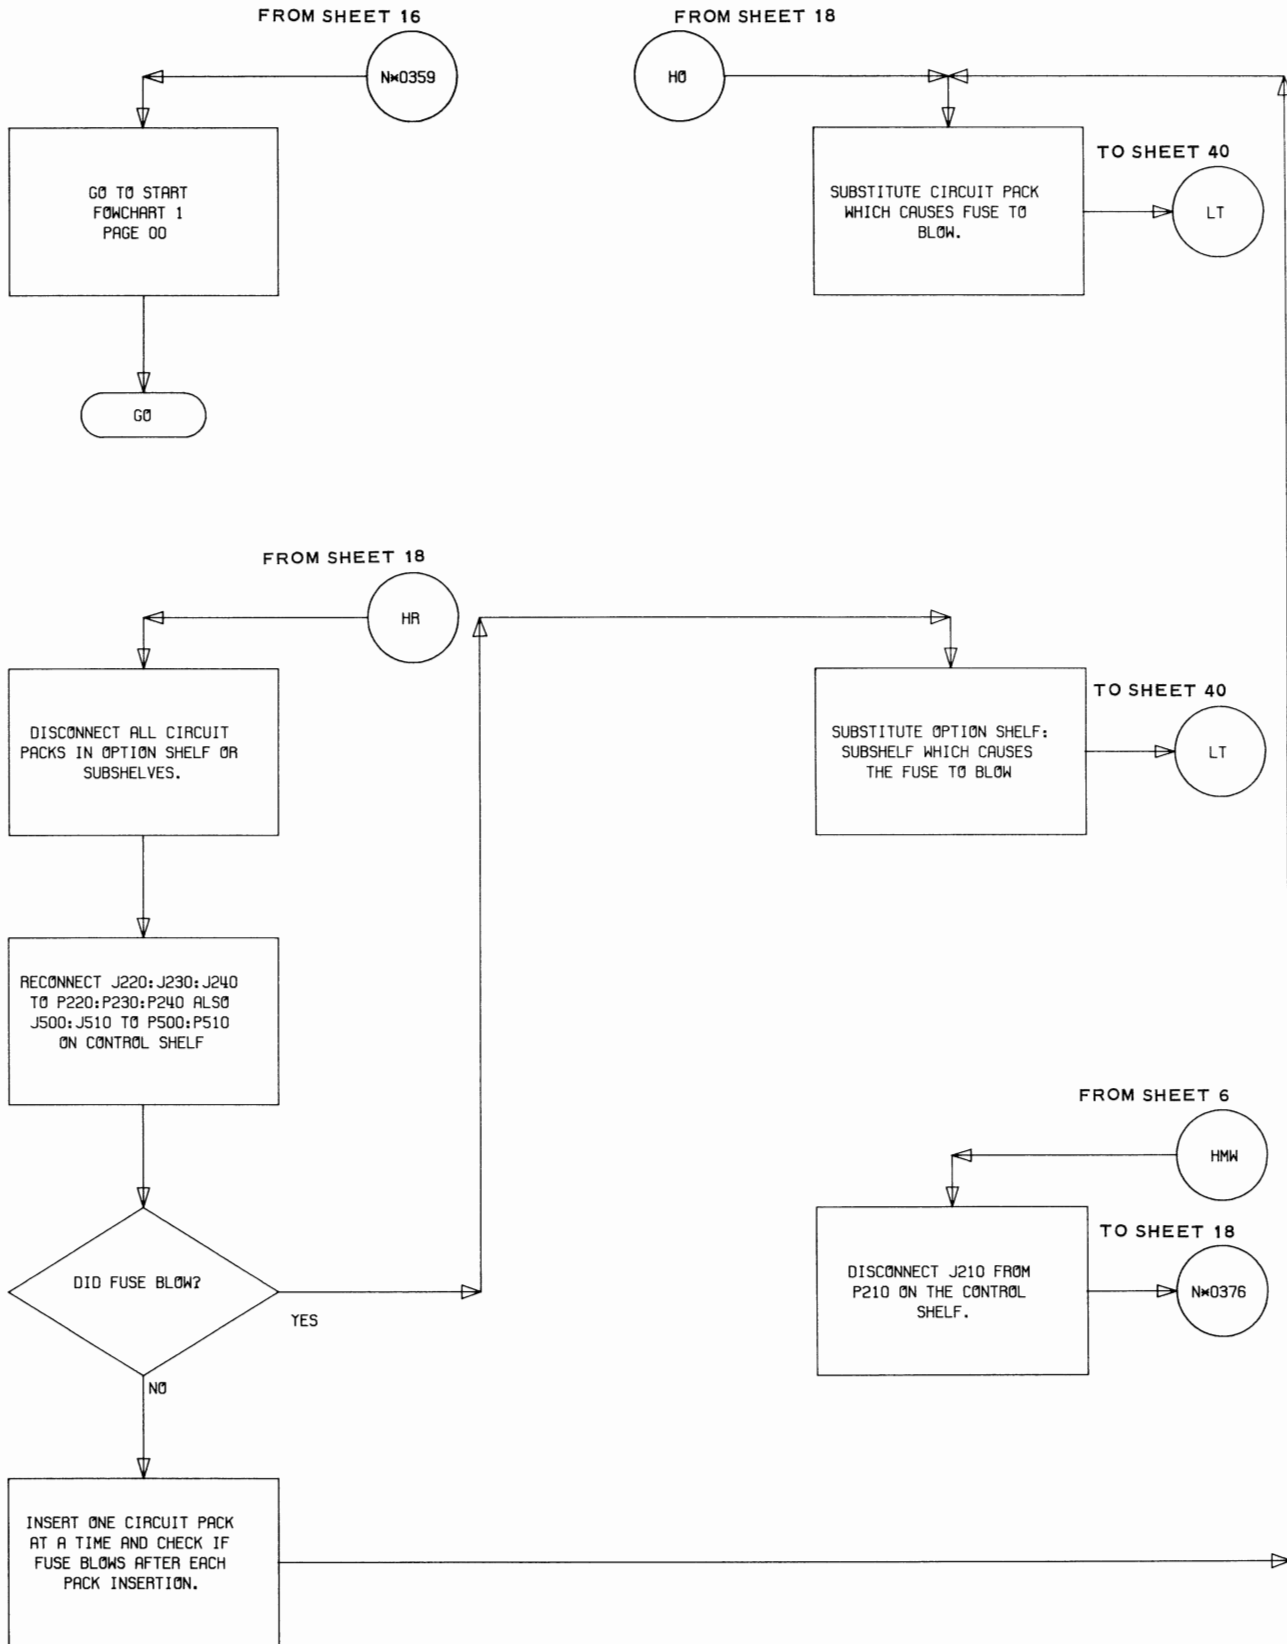 FROM SHEET 16
N*0359
GO TO START
FOWCHART 1
PAGE 00
GO
FROM SHEET 18
HO
SUBSTITUTE CIRCUIT PACK
WHICH CAUSES FUSE TO
BLOW.
TO SHEET 40
LT
FROM SHEET 18
HR
DISCONNECT ALL CIRCUIT
PACKS IN OPTION SHELF OR
SUBSHELVES.
RECONNECT J220:J230:J240
TO P220:P230:P240 ALSO
J500:J510 TO P500:P510
ON CONTROL SHELF
DID FUSE BLOW?
YES
NO
INSERT ONE CIRCUIT PACK
AT A TIME AND CHECK IF
FUSE BLOWS AFTER EACH
PACK INSERTION.
SUBSTITUTE OPTION SHELF:
SUBSHELF WHICH CAUSES
THE FUSE TO BLOW
TO SHEET 40
LT
FROM SHEET 6
HMW
DISCONNECT J210 FROM
P210 ON THE CONTROL
SHELF.
TO SHEET 18
N*0376